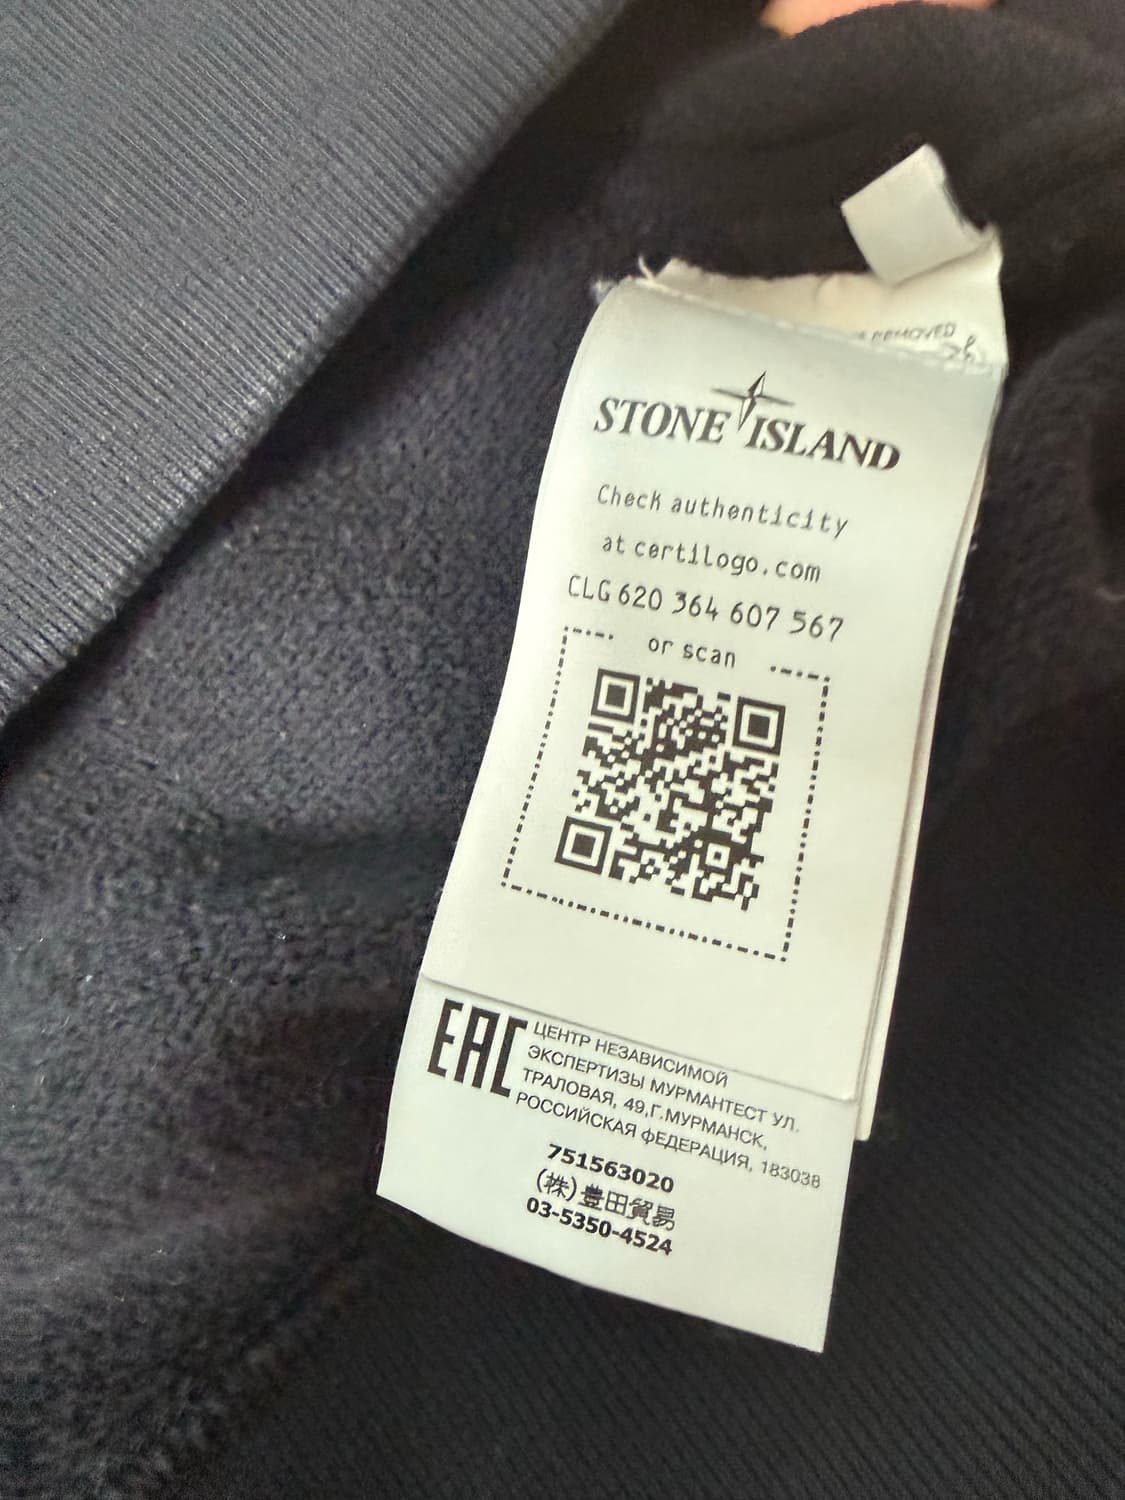 REMOVED
STONE ISLAND
Check authenticity
at certilogo.com
CLG 620 364 607 567
or scan
EAC
ЦЕНТР НЕЗАВИСИМОЙ
ЭКСПЕРТИЗЫ МУРМАНТЕСТ УЛ.
ТРАЛОВАЯ, 49,Г.МУРМАНСК,
РОССИЙСКАЯ ФЕДЕРАЦИЯ, 183038
751563020
(株)豊田貿易
03-5350-4524